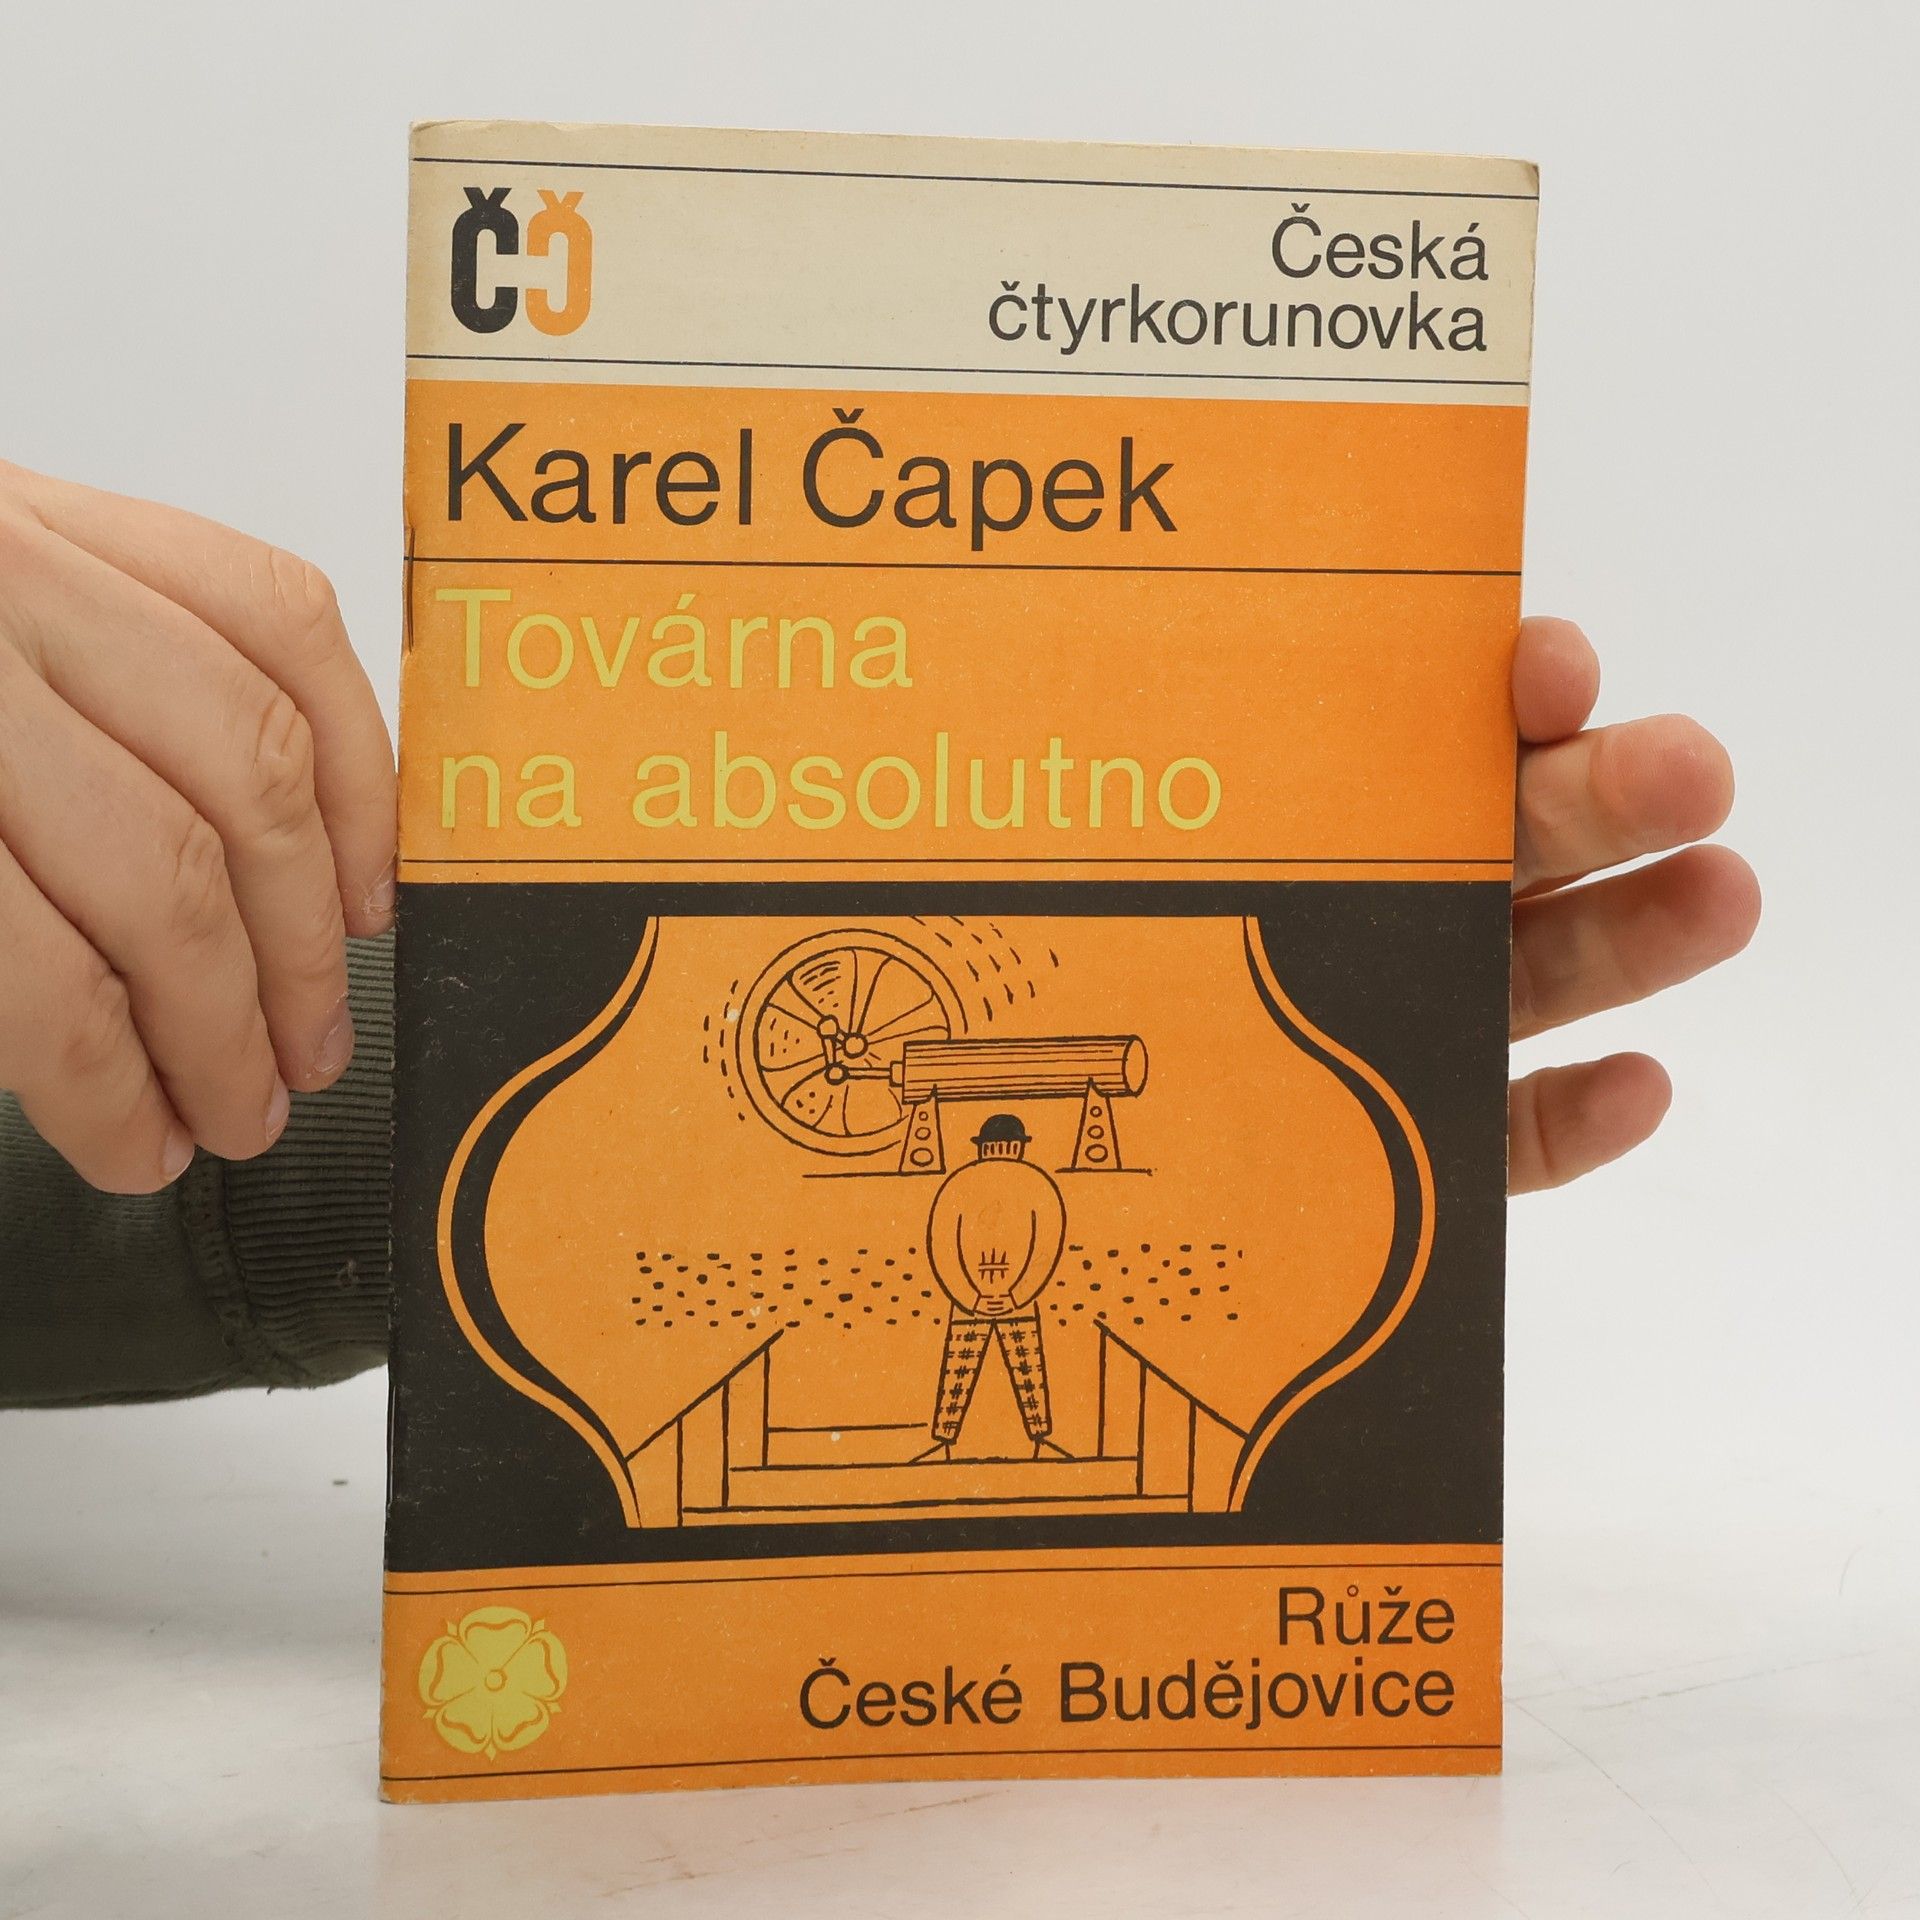 ČČ
Česká
čtyrkorunovka
Karel Čapek
Továrna
na absolutno
Růže
České Budějovice